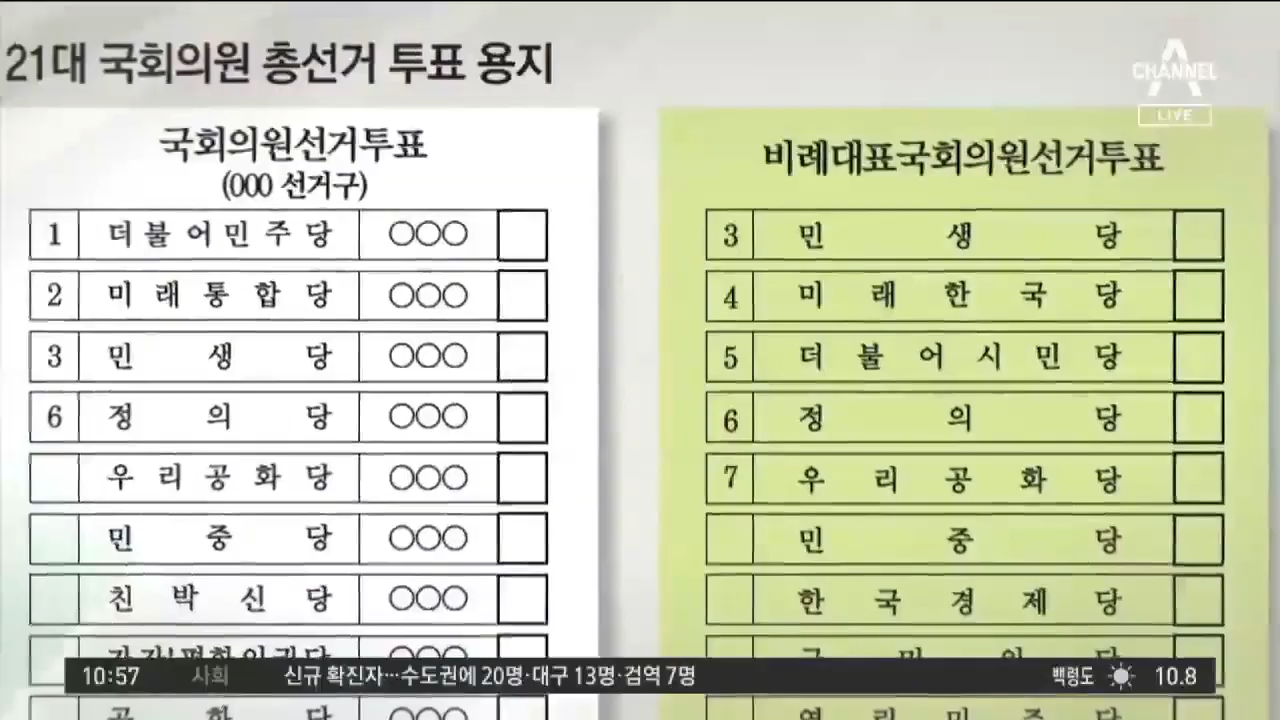 21대 국회의원 총선거 투표 용지
CHANNEL A
LIVE
국회의원선거투표
(000 선거구)
1 더불어민주당 ○○○
2 미래통합당 ○○○
3 민생당 ○○○
6 정의당 ○○○
우리공화당 ○○○
민중당 ○○○
친박신당 ○○○
공화당 ○○○
비례대표국회의원선거투표
3 민생당
4 미래한국당
5 더불어시민당
6 정의당
7 우리공화당
민중당
한국경제당
10:57 사회 신규 확진자…수도권에 20명·대구 13명·검역 7명 백령도 10.8